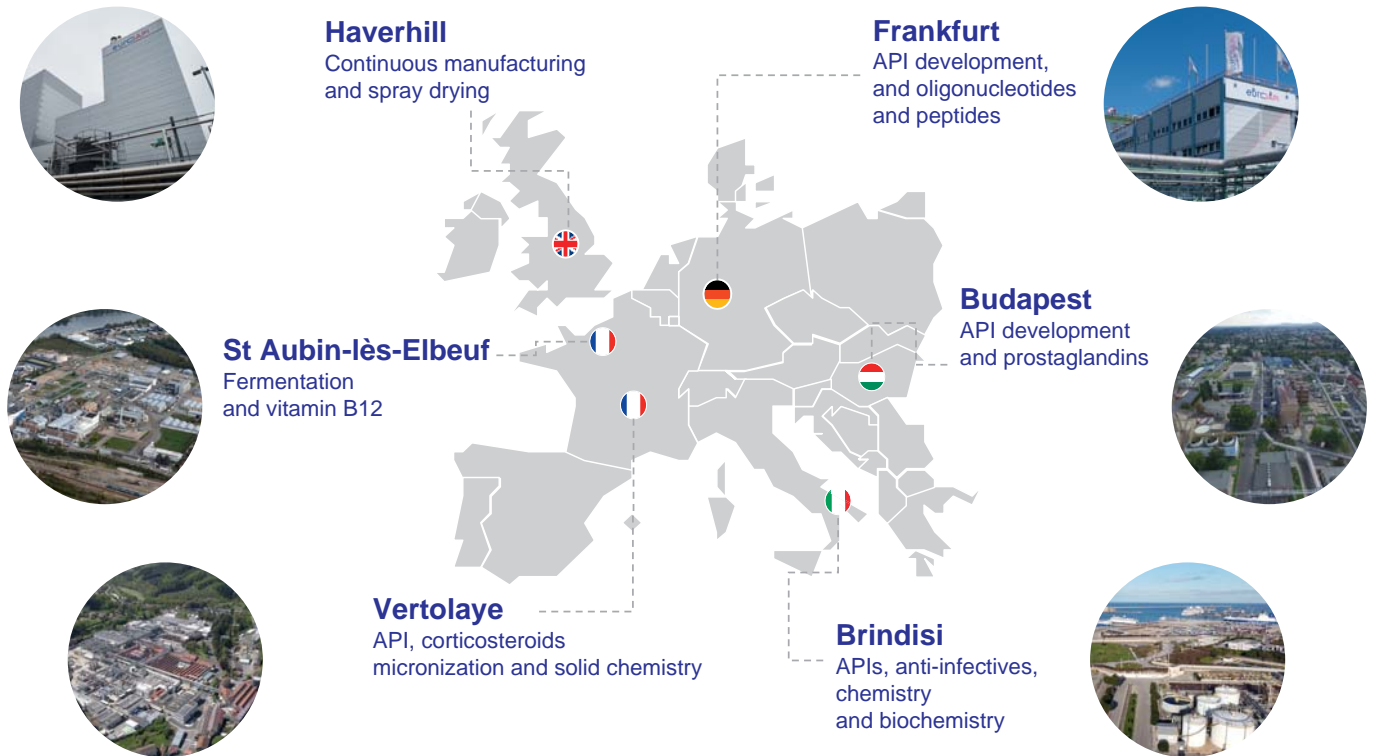 euroapi
Haverhill
Continuous manufacturing
and spray drying
Frankfurt
API development,
and oligonucleotides
and peptides
euroapi
St Aubin-lès-Elbeuf
Fermentation
and vitamin B12
Budapest
API development
and prostaglandins
Vertolaye
API, corticosteroids
micronization and solid chemistry
Brindisi
APIs, anti-infectives,
chemistry
and biochemistry